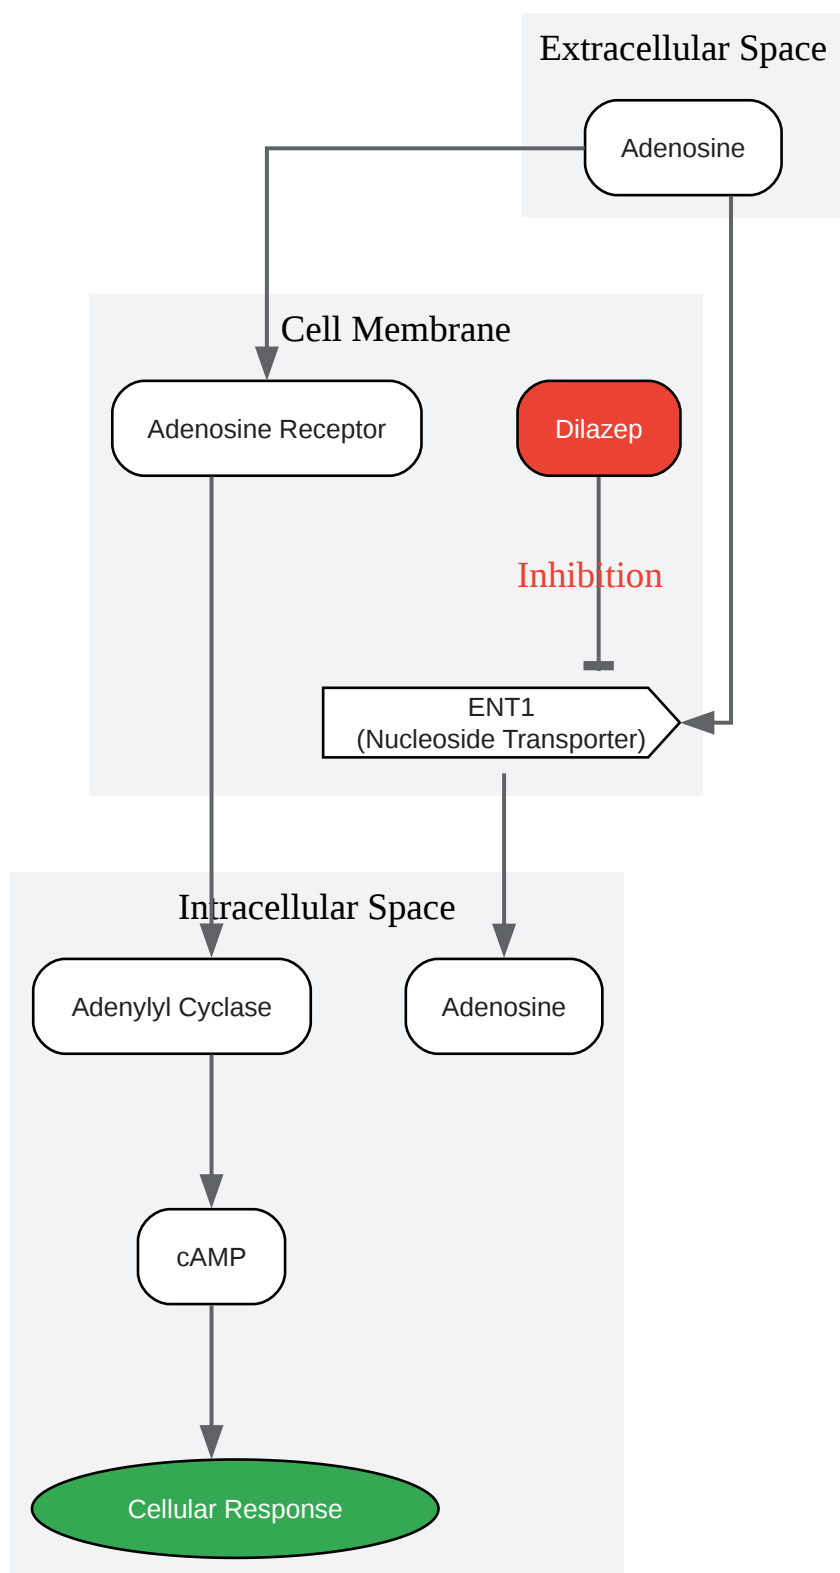 Extracellular Space
Adenosine
Cell Membrane
Adenosine Receptor
Dilazep
Inhibition
ENT1
(Nucleoside Transporter)
Intracellular Space
Adenylyl Cyclase
Adenosine
cAMP
Cellular Response